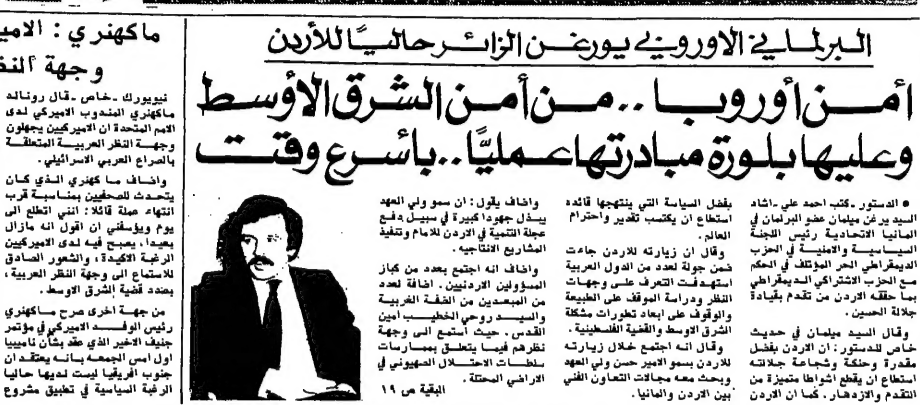 البرلماني الاوروبي يورغن الزائر حاليًا للأردن
أمن أوروبا .. من أمن الشرق الاؤسط
وعليها بلورة مبادرتها عمليًا .. بأسرع وقت
● الدستور ـ كتب احمد علي ـ اشاد
السيد يرغن ميلمان عضو البرلمان في
المانيا الاتحادية رئيس اللجنة
السياسية والامنية في الحزب
الديمقراطي الحر المؤتلف في الحكم
مع الحزب الاشتراكي الديمقراطي
بما حققه الاردن من تقدم بقيادة
جلالة الحسين .
وقال السيد ميلمان في حديث
خاص للدستور : ان الاردن بفضل
مقدرة وحنكة وشجاعة جلالته
استطاع ان يقطع اشواطا متميزة من
التقدم والازدهار . كما ان الاردن
بفضل السياسة التي ينتهجها قائده
استطاع ان يكتسب تقدير واحترام
العالم .
وقال ان زيارته للاردن جاءت
ضمن جولة لعدد من الدول العربية
استهدفت التعرف على وجهات
النظر ودراسة الموقف على الطبيعة
والوقوف على ابعاد تطورات مشكلة
الشرق الاوسط والقضية الفلسطينية .
وقال انه اجتمع خلال زيارته
للاردن بسمو الامير حسن ولي العهد
وبحث معه مجالات التعاون الفني
بين الاردن والمانيا .
واضاف يقول : ان سمو ولي العهد
يبذل جهودا كبيرة في سبيل دفع
عجلة التنمية في الاردن للامام وتنفيذ
المشاريع الانتاجيه .
واضاف انه اجتمع بعدد من كبار
المسؤولين الاردنيين . اضافة لعدد
من المبعدين من الضفة الغربية
والسيد روحي الخطيب امين
القدس . حيث استمع الى وجهة
نظرهم فيما يتعلق بممارسات
سلطات الاحتلال الصهيوني في
الاراضي المحتلة .
البقية ص ١٩
ماكهنري : الامي
وجهة النظ
نيويورك ـ خاص ـ قال رونالد
ماكهنري المندوب الاميركي لدى
الامم المتحدة ان الاميركيين يجهلون
وجهة النظر العربية المتعلقة
بالصراع العربي الاسرائيلي .
واضاف ماكهنري الذي كان
يتحدث للصحفيين بمناسبة قرب
انتهاء عملة قائلا : انني اتطلع الى
يوم ويؤسفني ان اقول انه مازال
بعيدا ، يصبح فيه لدى الاميركيين
الرغبة الاكيدة ، والشعور الصادق
للاستماع الى وجهة النظر العربية ،
بصدد قضية الشرق الاوسط .
من جهة اخرى صرح ماكهنري
رئيس الوفد الاميركي في مؤتمر
جنيف الاخير الذي عقد بشأن ناميبيا
اول امس الجمعه بانه يعتقد ان
جنوب افريقيا ليست لديها حاليا
الرغبة السياسية في تطبيق مشروع